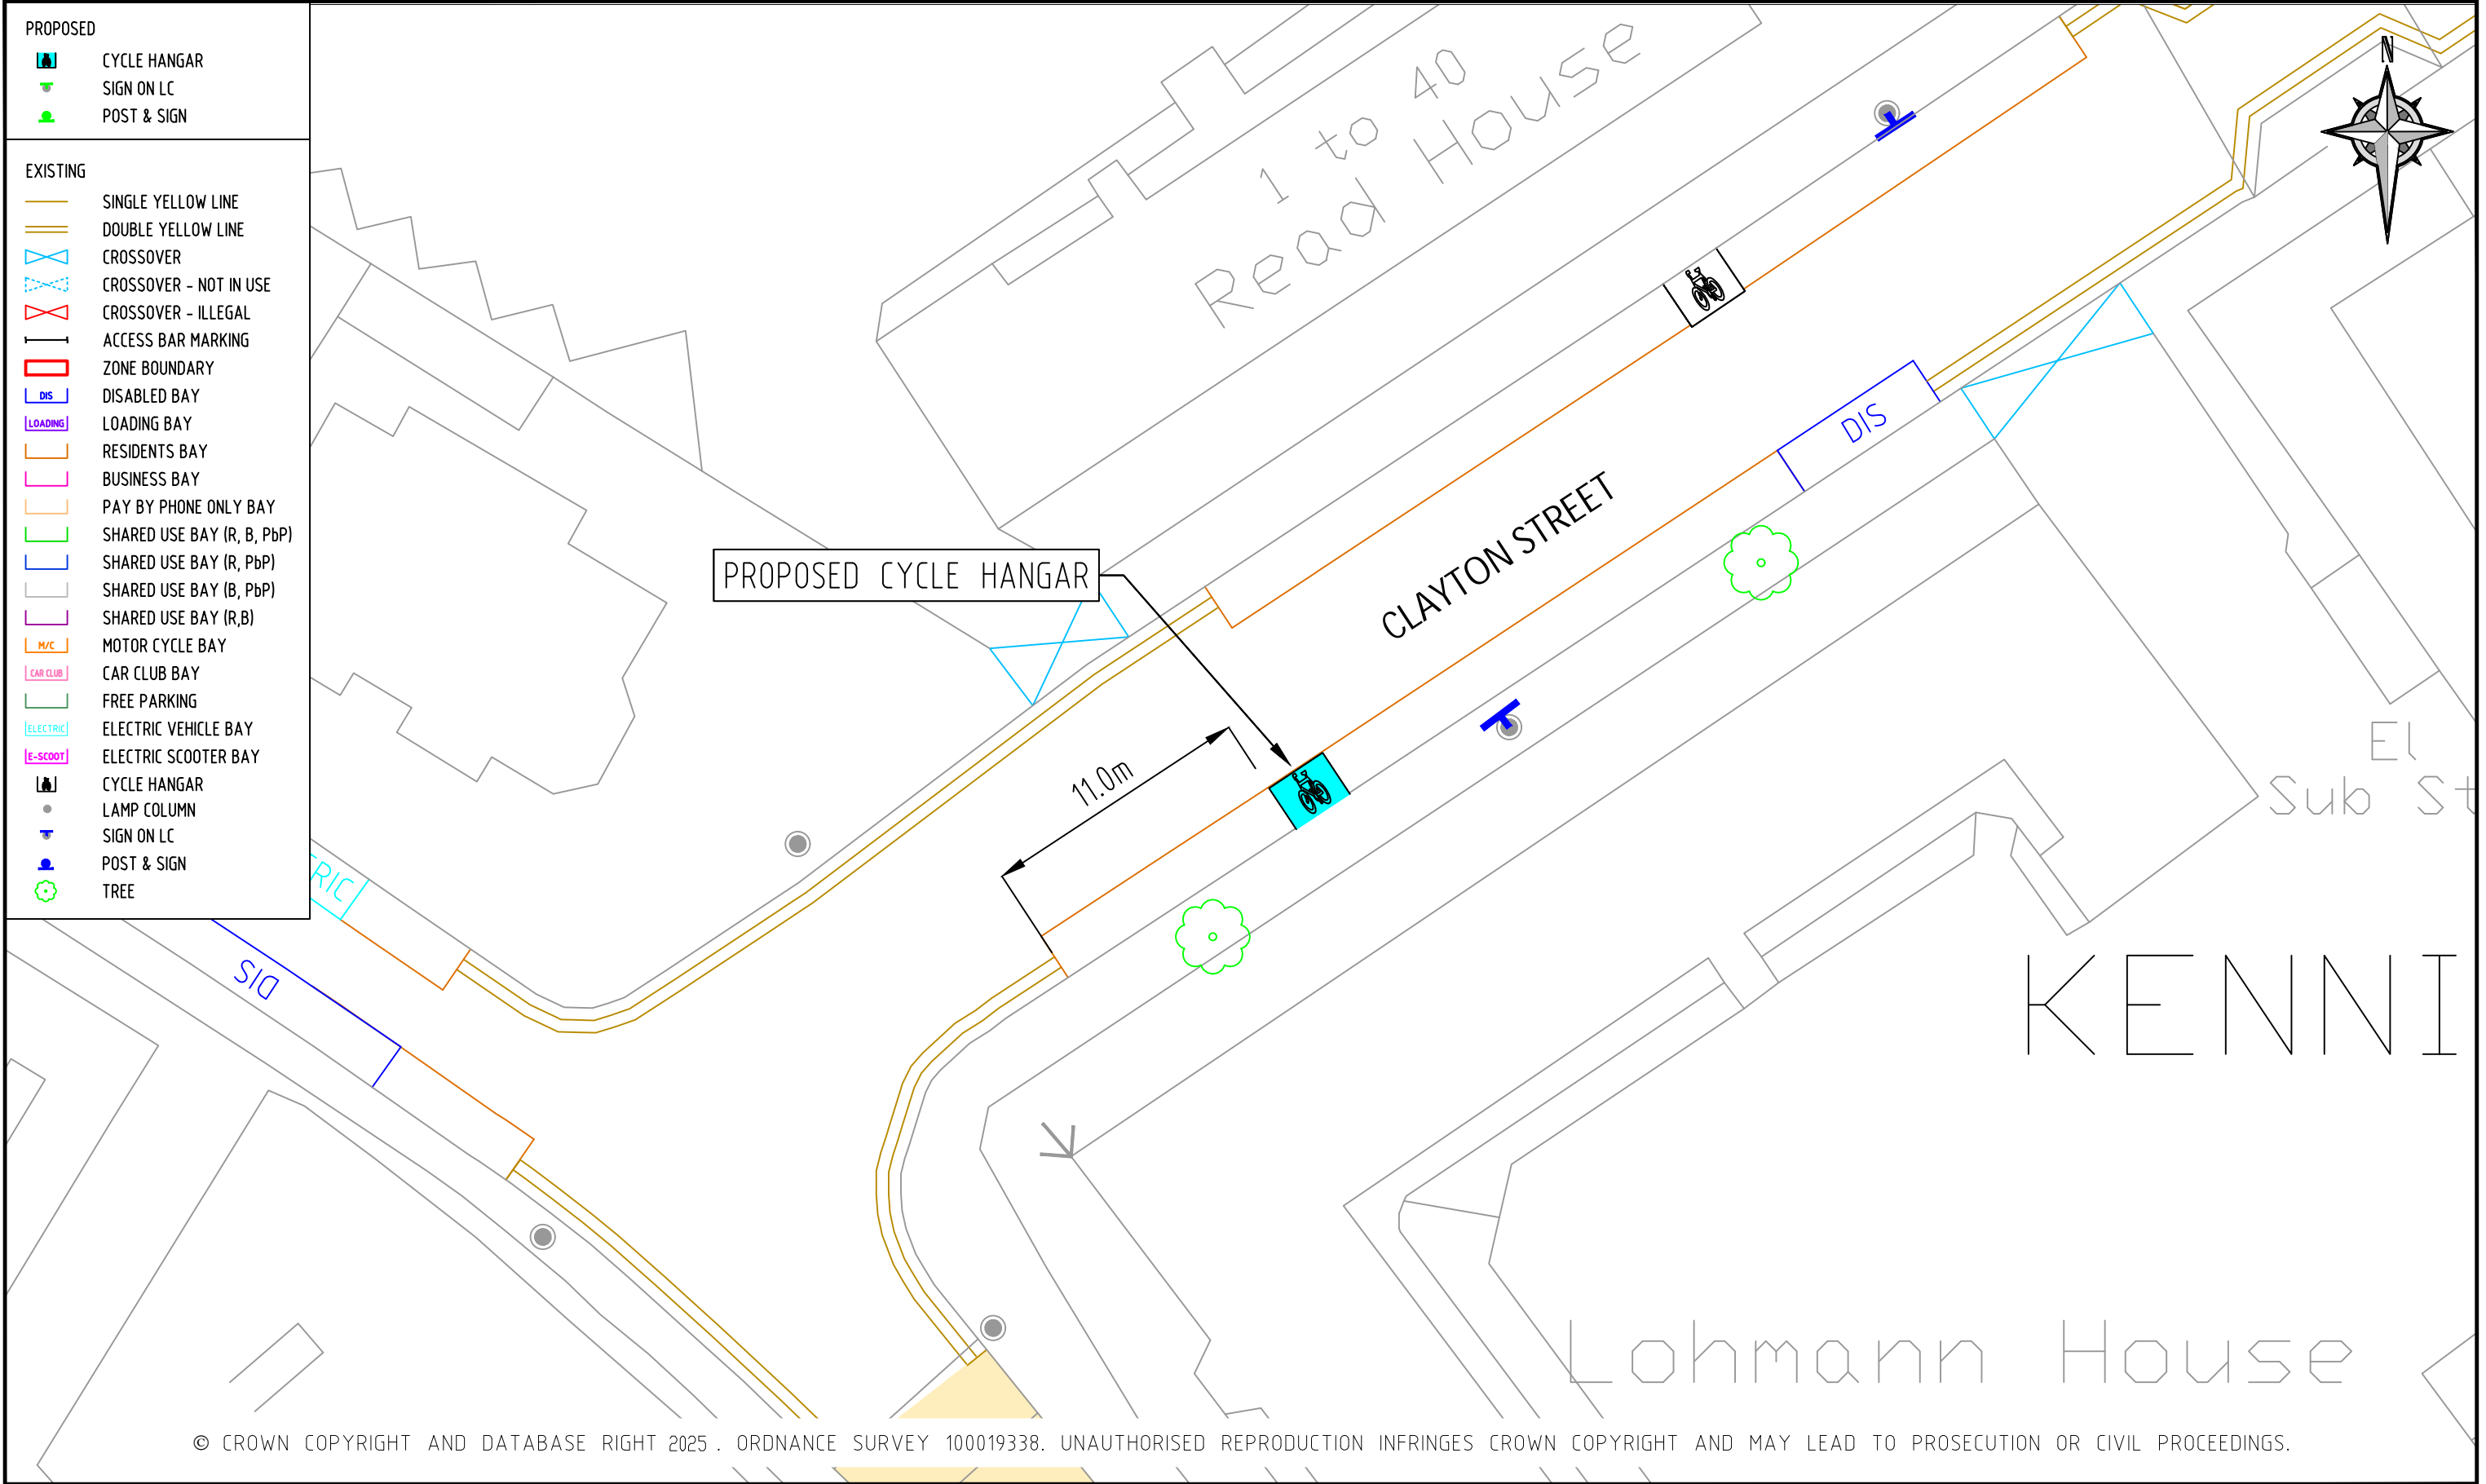 PROPOSED
CYCLE HANGAR
SIGN ON LC
POST & SIGN
EXISTING
SINGLE YELLOW LINE
DOUBLE YELLOW LINE
CROSSOVER
CROSSOVER - NOT IN USE
CROSSOVER - ILLEGAL
ACCESS BAR MARKING
ZONE BOUNDARY
DIS DISABLED BAY
LOADING LOADING BAY
RESIDENTS BAY
BUSINESS BAY
PAY BY PHONE ONLY BAY
SHARED USE BAY (R, B, PbP)
SHARED USE BAY (R, PbP)
SHARED USE BAY (B, PbP)
SHARED USE BAY (R,B)
M/C MOTOR CYCLE BAY
CAR CLUB CAR CLUB BAY
FREE PARKING
ELECTRIC ELECTRIC VEHICLE BAY
E-SCOOT ELECTRIC SCOOTER BAY
CYCLE HANGAR
LAMP COLUMN
SIGN ON LC
POST & SIGN
TREE
1 to 40
Read House
N
DIS
CLAYTON STREET
PROPOSED CYCLE HANGAR
11.0m
El
Sub St
RIC
DIS
KENNI
Lohmann House
© CROWN COPYRIGHT AND DATABASE RIGHT 2025 . ORDNANCE SURVEY 100019338. UNAUTHORISED REPRODUCTION INFRINGES CROWN COPYRIGHT AND MAY LEAD TO PROSECUTION OR CIVIL PROCEEDINGS.